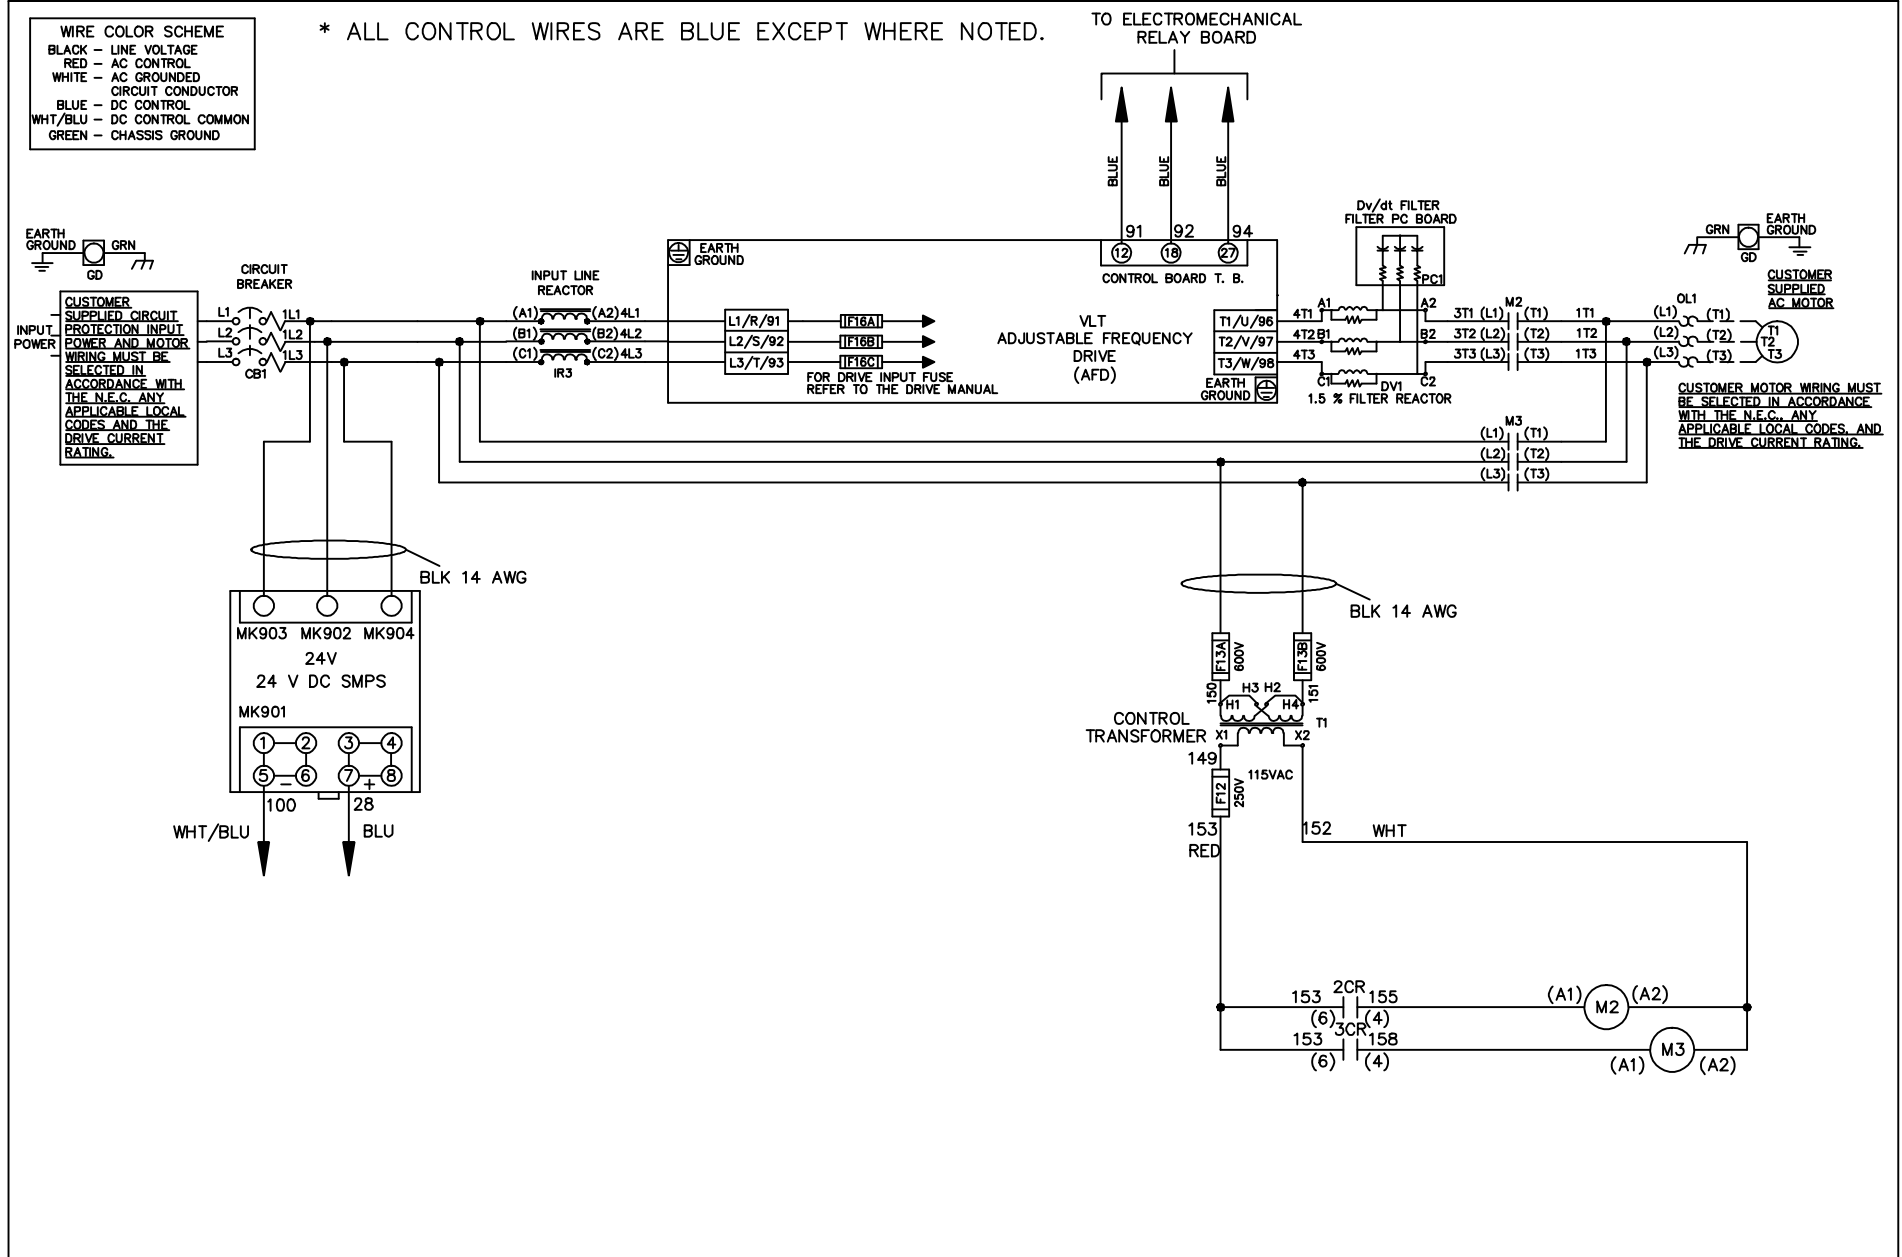 WIRE COLOR SCHEME
BLACK – LINE VOLTAGE
RED – AC CONTROL
WHITE – AC GROUNDED
CIRCUIT CONDUCTOR
BLUE – DC CONTROL
WHT/BLU – DC CONTROL COMMON
GREEN – CHASSIS GROUND
* ALL CONTROL WIRES ARE BLUE EXCEPT WHERE NOTED.
TO ELECTROMECHANICAL
RELAY BOARD
BLUE
BLUE
BLUE
91 92 94
12 18 27
CONTROL BOARD T. B.
EARTH
GROUND
GRN
GD
INPUT
POWER
CUSTOMER
SUPPLIED CIRCUIT
PROTECTION INPUT
POWER AND MOTOR
WIRING MUST BE
SELECTED IN
ACCORDANCE WITH
THE N.E.C. ANY
APPLICABLE LOCAL
CODES AND THE
DRIVE CURRENT
RATING.
CIRCUIT
BREAKER
L1 1L1
L2 1L2
L3 1L3
CB1
INPUT LINE
REACTOR
(A1) (A2) 4L1
(B1) (B2) 4L2
(C1) (C2) 4L3
IR3
EARTH
GROUND
L1/R/91
L2/S/92
L3/T/93
F16A
F16B
F16C
FOR DRIVE INPUT FUSE
REFER TO THE DRIVE MANUAL
VLT
ADJUSTABLE FREQUENCY
DRIVE
(AFD)
T1/U/96
T2/V/97
T3/W/98
EARTH
GROUND
Dv/dt FILTER
FILTER PC BOARD
PC1
4T1 A1 A2
4T2 B1 B2
4T3
C1 DV1 C2
1.5 % FILTER REACTOR
M2
3T1 (L1) (T1) 1T1
3T2 (L2) (T2) 1T2
3T3 (L3) (T3) 1T3
M3
(L1) (T1)
(L2) (T2)
(L3) (T3)
OL1
(L1) (T1)
(L2) (T2)
(L3) (T3)
T1
T2
T3
GRN
EARTH
GROUND
GD
CUSTOMER
SUPPLIED
AC MOTOR
CUSTOMER MOTOR WIRING MUST
BE SELECTED IN ACCORDANCE
WITH THE N.E.C., ANY
APPLICABLE LOCAL CODES, AND
THE DRIVE CURRENT RATING.
BLK 14 AWG
MK903 MK902 MK904
24V
24 V DC SMPS
MK901
1 2 3 4
5 6 7 8
– +
100 28
WHT/BLU BLU
BLK 14 AWG
F13A
600V
F13B
600V
150
151
H3 H2
H1 H4
CONTROL
TRANSFORMER
T1
X1 X2
149
115VAC
F12
250V
153
RED
152 WHT
153 2CR 155
(6) (4)
(A1) M2 (A2)
153 3CR 158
(6) (4)
(A1) M3 (A2)